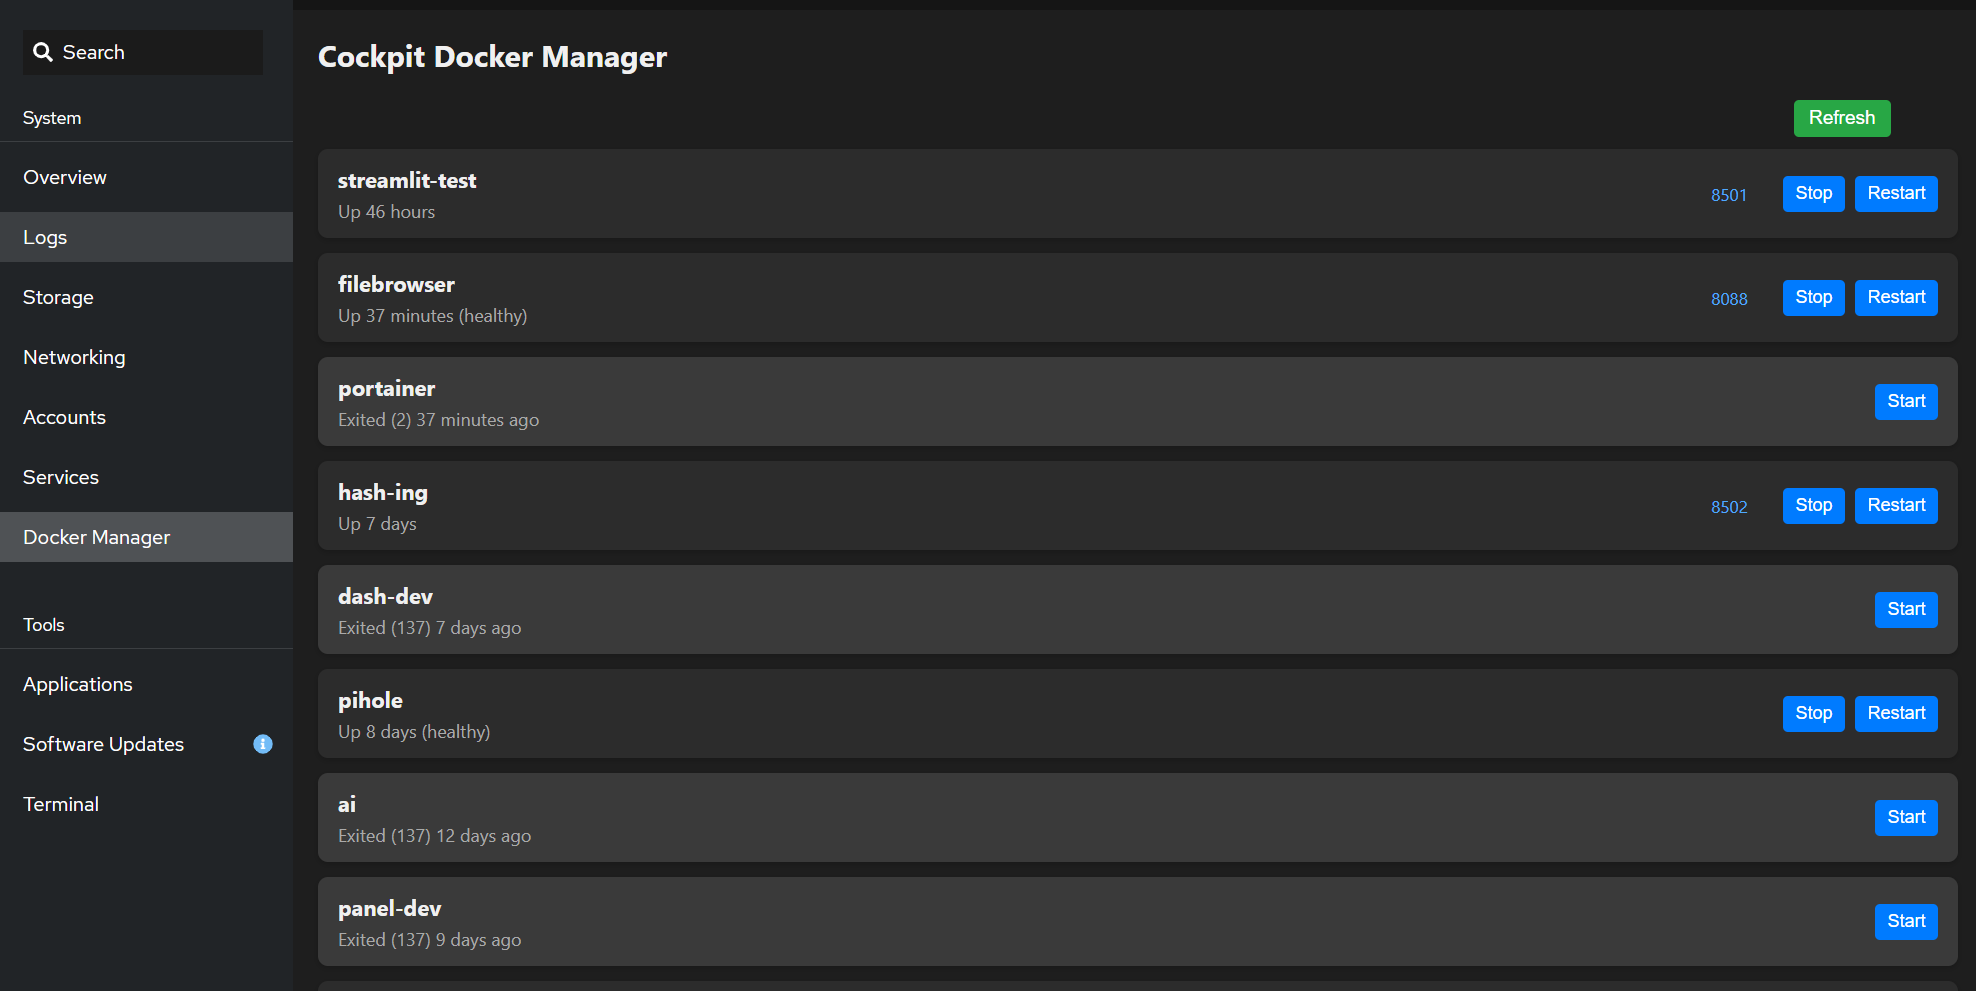 Search
System
Overview
Logs
Storage
Networking
Accounts
Services
Docker Manager
Tools
Applications
Software Updates
Terminal
Cockpit Docker Manager
Refresh
streamlit-test
Up 46 hours
8501 Stop Restart
filebrowser
Up 37 minutes (healthy)
8088 Stop Restart
portainer
Exited (2) 37 minutes ago
Start
hash-ing
Up 7 days
8502 Stop Restart
dash-dev
Exited (137) 7 days ago
Start
pihole
Up 8 days (healthy)
Stop Restart
ai
Exited (137) 12 days ago
Start
panel-dev
Exited (137) 9 days ago
Start